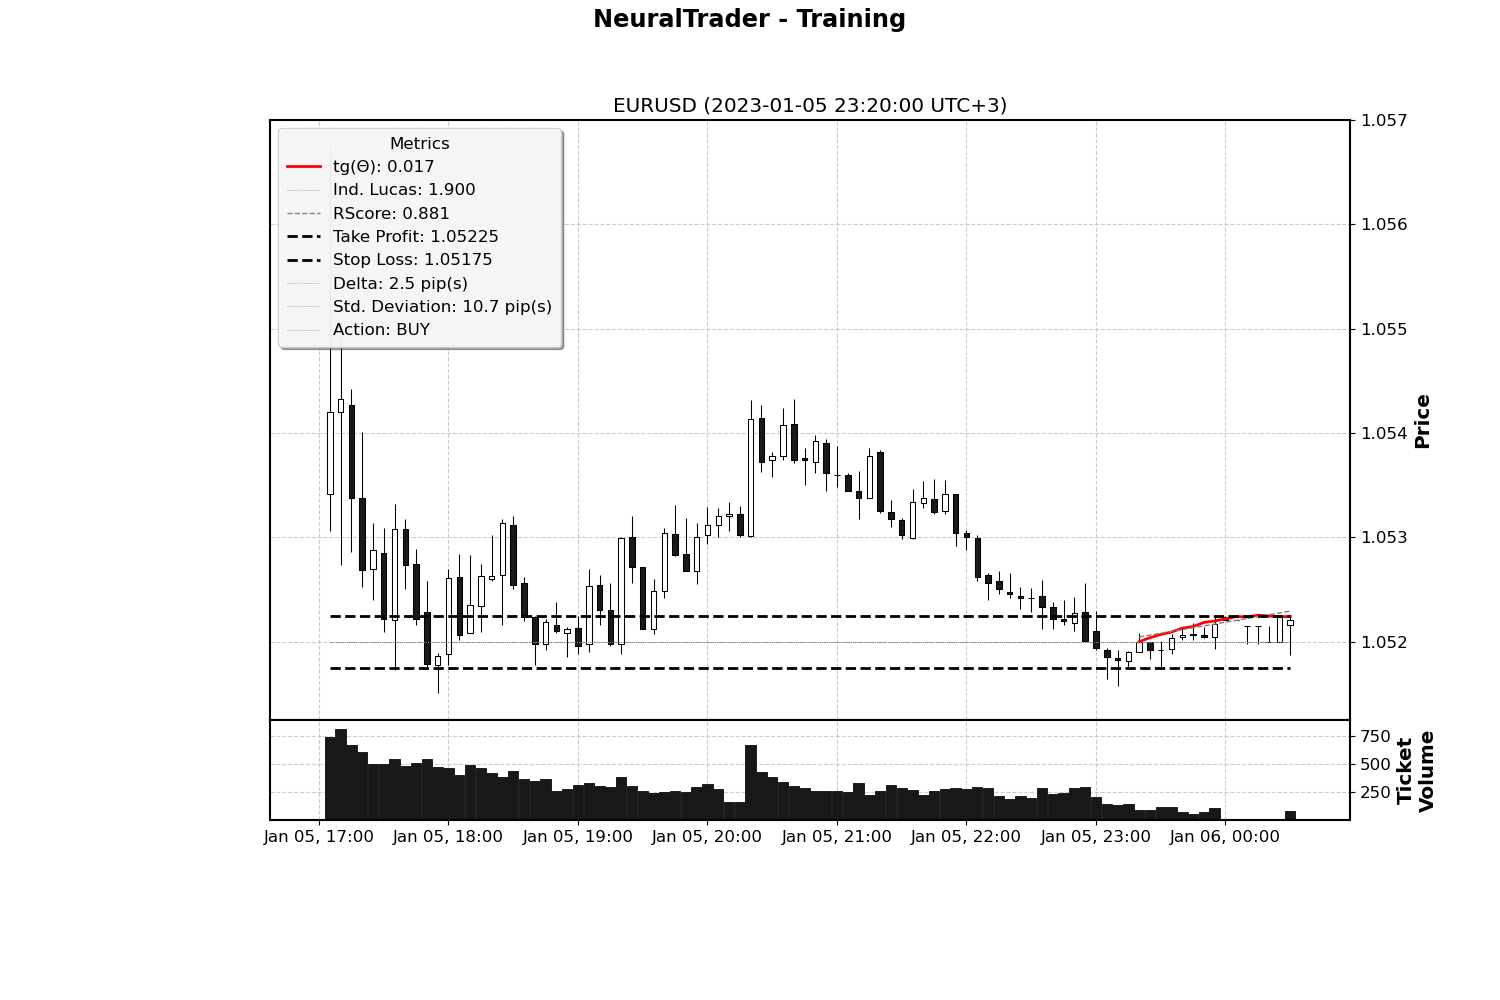 NeuralTrader - Training
EURUSD (2023-01-05 23:20:00 UTC+3)
Metrics
tg(Θ): 0.017
Ind. Lucas: 1.900
RScore: 0.881
Take Profit: 1.05225
Stop Loss: 1.05175
Delta: 2.5 pip(s)
Std. Deviation: 10.7 pip(s)
Action: BUY
1.057
1.056
1.055
1.054
1.053
1.052
Price
750
500
250
Ticket
Volume
Jan 05, 17:00
Jan 05, 18:00
Jan 05, 19:00
Jan 05, 20:00
Jan 05, 21:00
Jan 05, 22:00
Jan 05, 23:00
Jan 06, 00:00